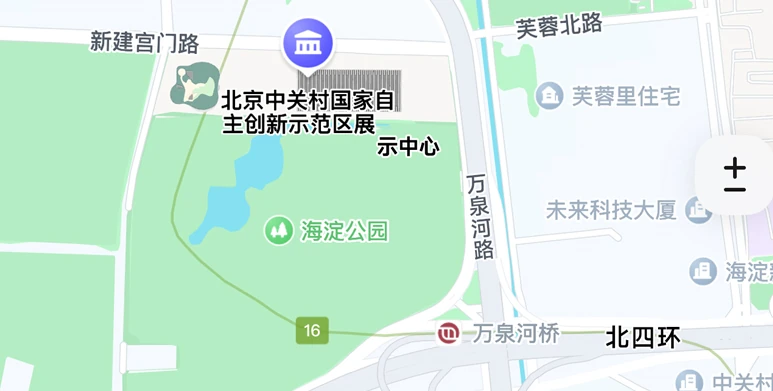 芙蓉北路
新建宫门路
北京中关村国家自
主创新示范区展
示中心
芙蓉里住宅
万泉河路
未来科技大厦
海淀公园
海淀
16
万泉河桥
北四环
中关村